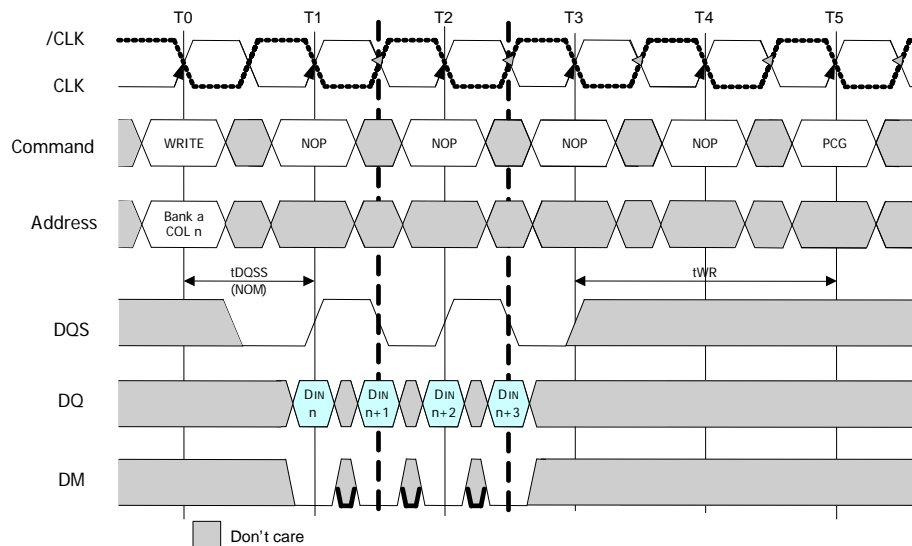 T0 T1 T2 T3 T4 T5
/CLK
CLK
Command WRITE NOP NOP NOP NOP PCG
Address Bank a
COL n
tDQSS
(NOM)
tWR
DQS
DQ DIN
n
DIN
n+1
DIN
n+2
DIN
n+3
DM
Don't care